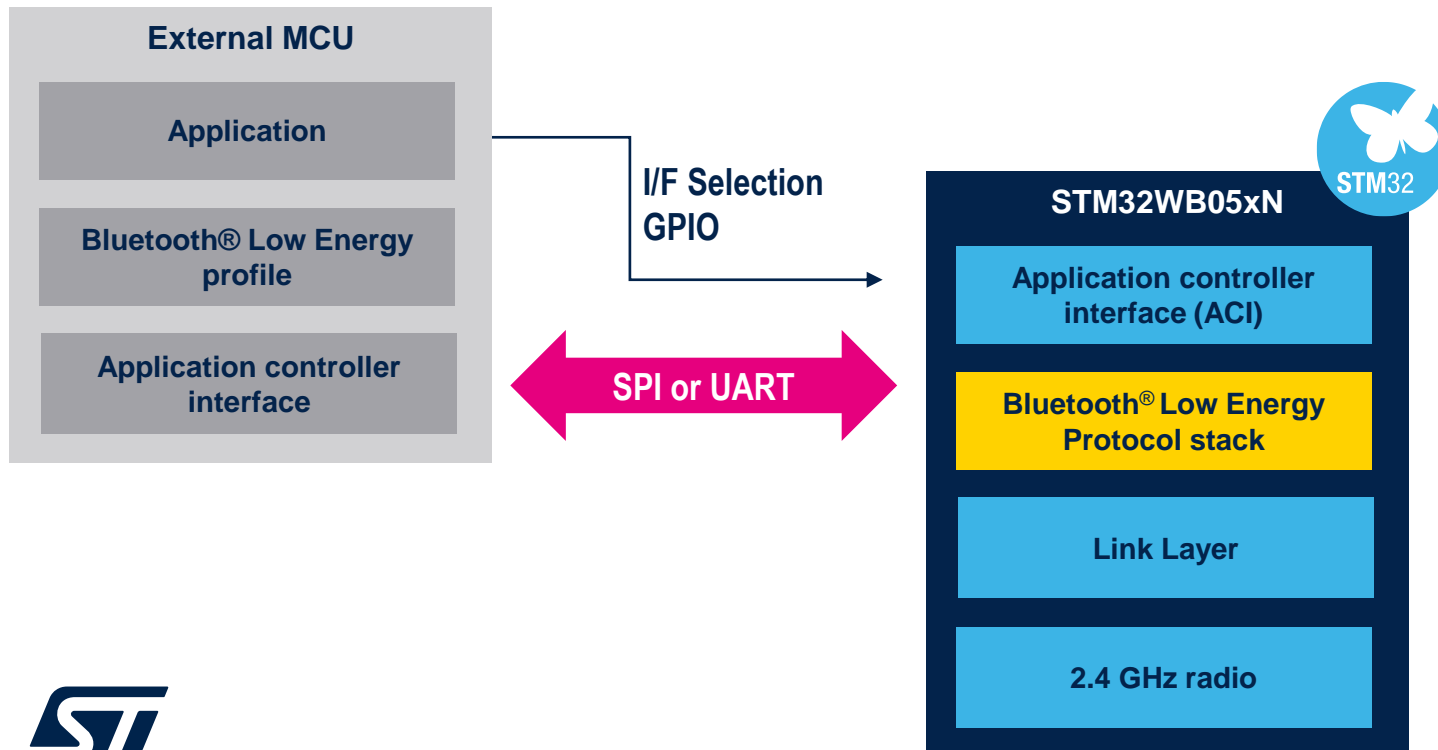 External MCU
Application
Bluetooth® Low Energy
profile
Application controller
interface
I/F Selection
GPIO
SPI or UART
STM32
STM32WB05xN
Application controller
interface (ACI)
Bluetooth® Low Energy
Protocol stack
Link Layer
2.4 GHz radio
ST